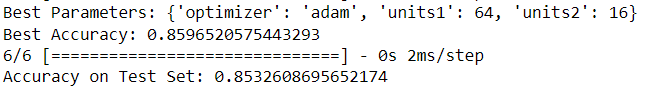 Best Parameters: {'optimizer': 'adam', 'units1': 64, 'units2': 16}
Best Accuracy: 0.8596520575443293
6/6 [==============================] - 0s 2ms/step
Accuracy on Test Set: 0.8532608695652174